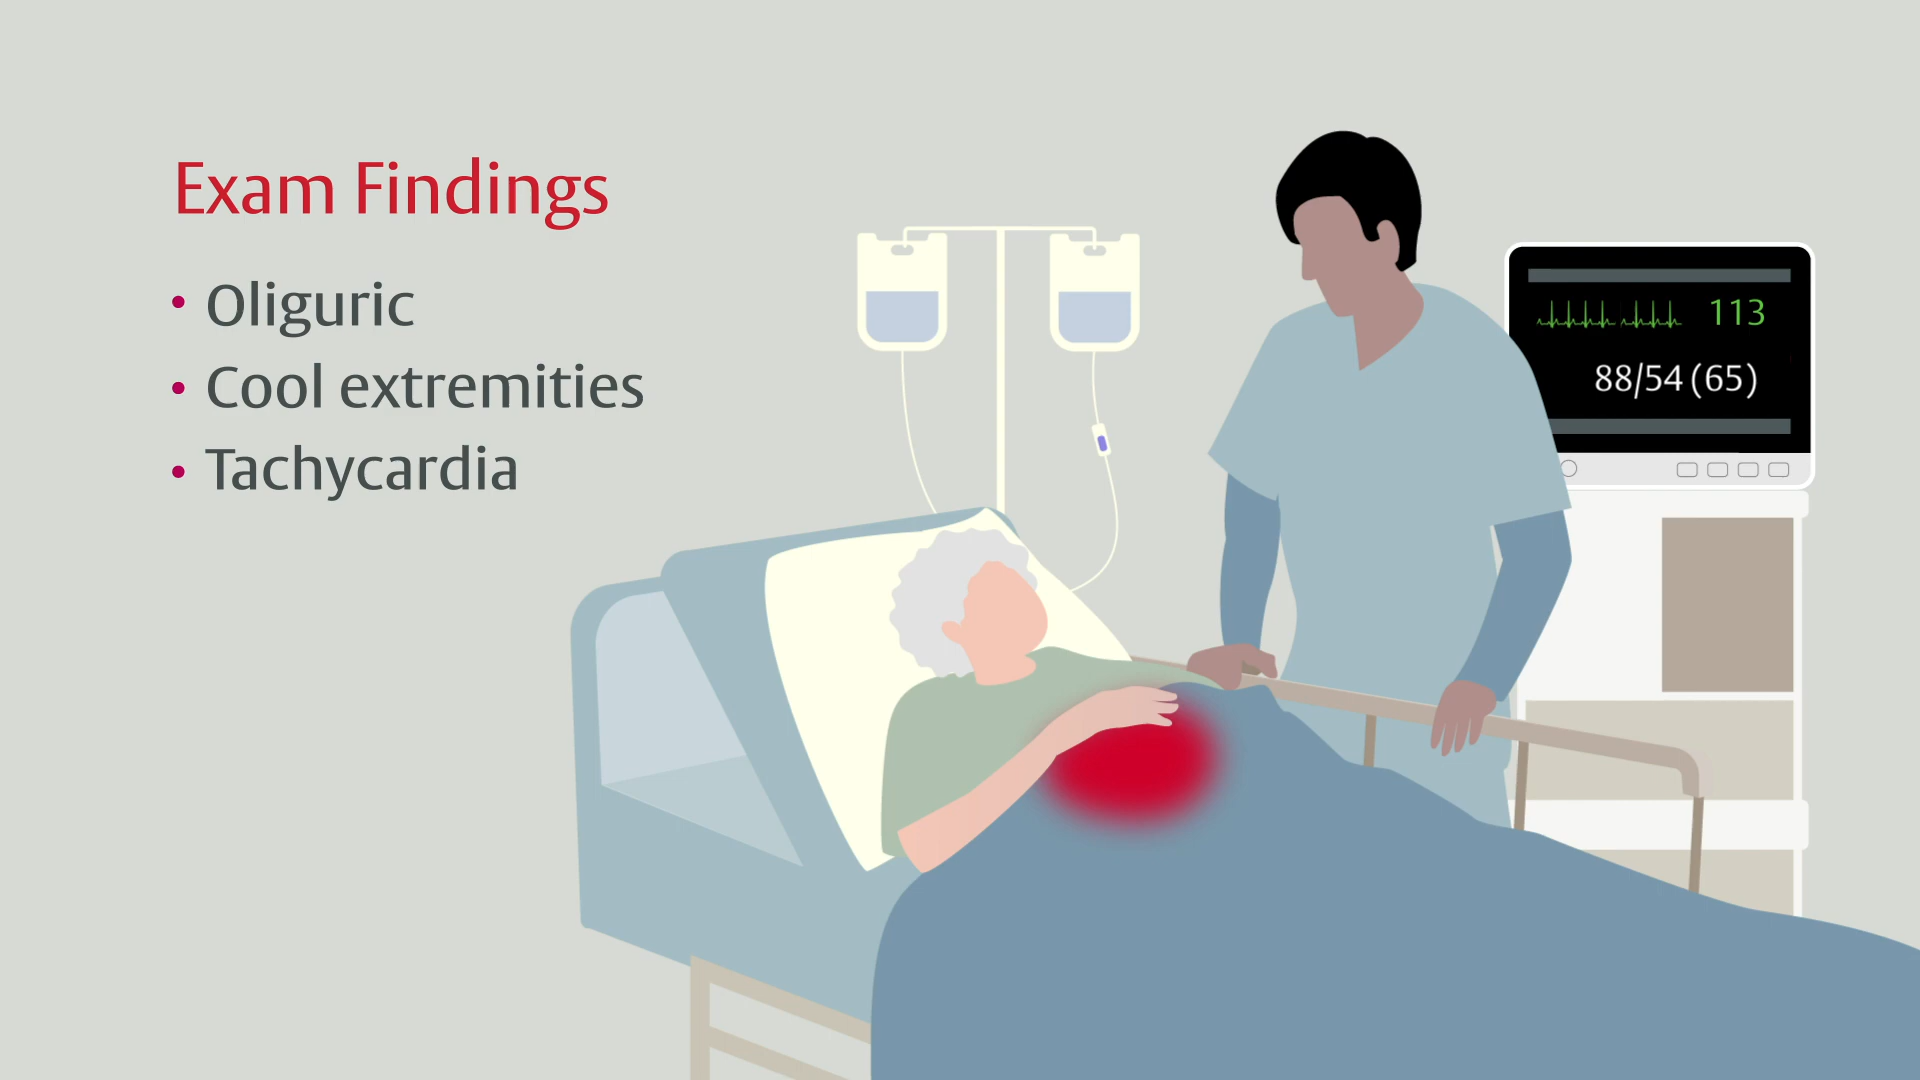 Exam Findings
• Oliguric
• Cool extremities
• Tachycardia
113
88/54 (65)